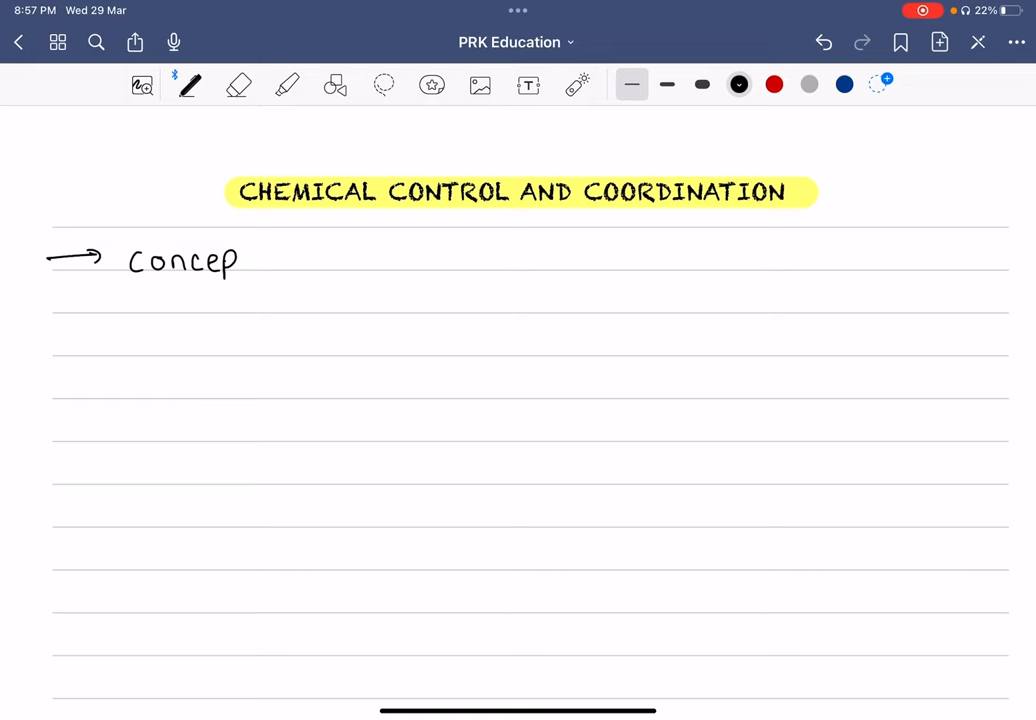 8:57 PM Wed 29 Mar
22%
PRK Education
T
CHEMICAL CONTROL AND COORDINATION
→ concep